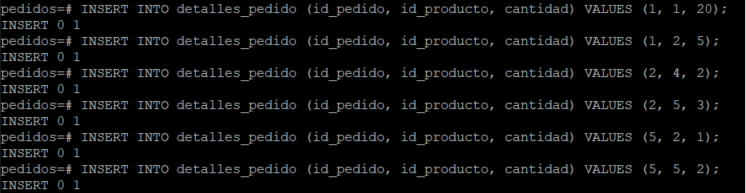 pedidos=# INSERT INTO detalles_pedido (id_pedido, id_producto, cantidad) VALUES (1, 1, 20);
INSERT 0 1
pedidos=# INSERT INTO detalles_pedido (id_pedido, id_producto, cantidad) VALUES (1, 2, 5);
INSERT 0 1
pedidos=# INSERT INTO detalles_pedido (id_pedido, id_producto, cantidad) VALUES (2, 4, 2);
INSERT 0 1
pedidos=# INSERT INTO detalles_pedido (id_pedido, id_producto, cantidad) VALUES (2, 5, 3);
INSERT 0 1
pedidos=# INSERT INTO detalles_pedido (id_pedido, id_producto, cantidad) VALUES (5, 2, 1);
INSERT 0 1
pedidos=# INSERT INTO detalles_pedido (id_pedido, id_producto, cantidad) VALUES (5, 5, 2);
INSERT 0 1